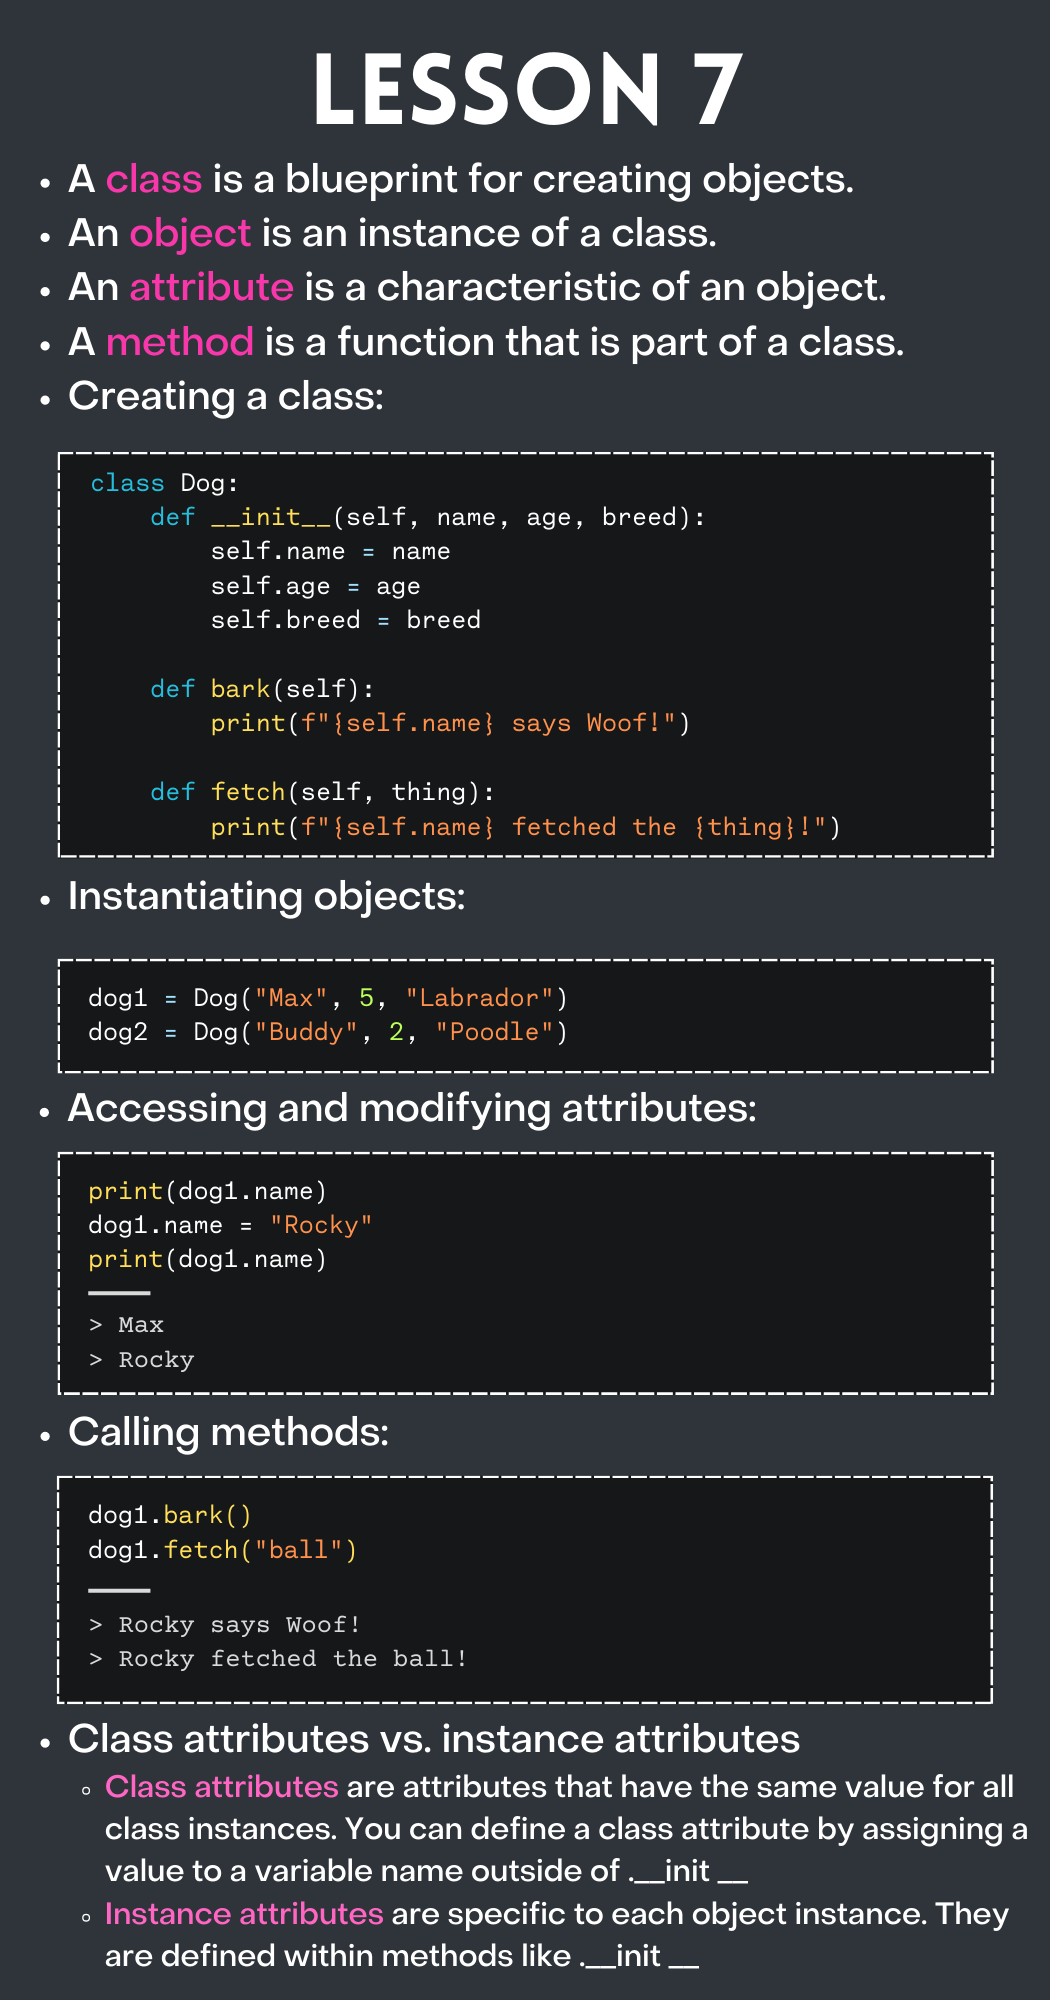 LESSON 7
• A class is a blueprint for creating objects.
• An object is an instance of a class.
• An attribute is a characteristic of an object.
• A method is a function that is part of a class.
• Creating a class:
class Dog:
    def __init__(self, name, age, breed):
        self.name = name
        self.age = age
        self.breed = breed
    def bark(self):
        print(f"{self.name} says Woof!")
    def fetch(self, thing):
        print(f"{self.name} fetched the {thing}!")
• Instantiating objects:
dog1 = Dog("Max", 5, "Labrador")
dog2 = Dog("Buddy", 2, "Poodle")
• Accessing and modifying attributes:
print(dog1.name)
dog1.name = "Rocky"
print(dog1.name)
> Max
> Rocky
• Calling methods:
dog1.bark()
dog1.fetch("ball")
> Rocky says Woof!
> Rocky fetched the ball!
• Class attributes vs. instance attributes
◦ Class attributes are attributes that have the same value for all
class instances. You can define a class attribute by assigning a
value to a variable name outside of .__init __
◦ Instance attributes are specific to each object instance. They
are defined within methods like .__init __